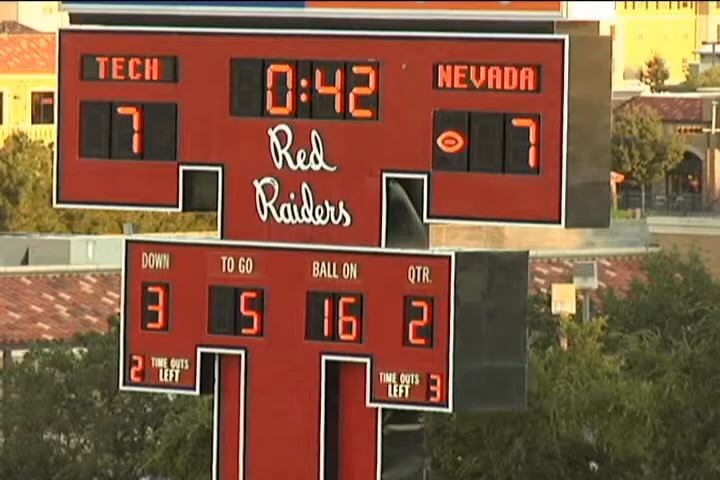 TECH 0:42 NEVADA
7 7
Red
Raiders
DOWN TO GO BALL ON QTR.
3 5 16 2
2 TIME OUTS LEFT TIME OUTS LEFT 3